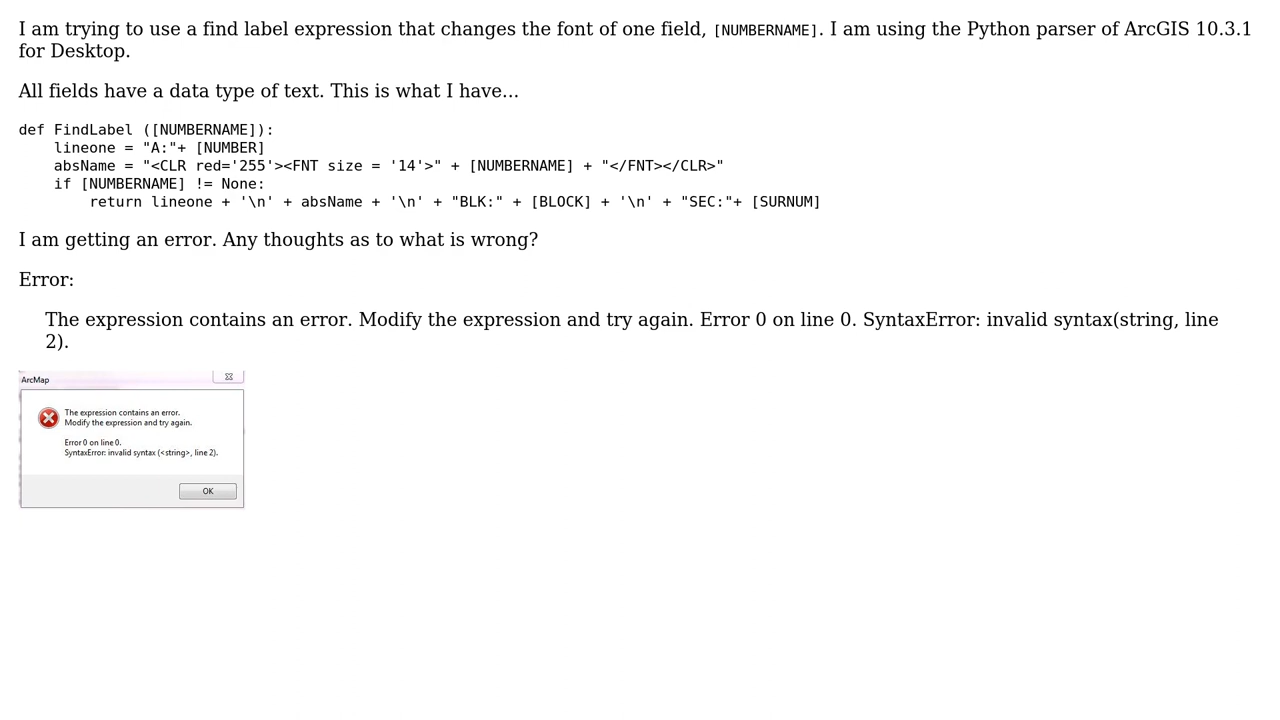 I am trying to use a find label expression that changes the font of one field, [NUMBERNAME]. I am using the Python parser of ArcGIS 10.3.1
for Desktop.
All fields have a data type of text. This is what I have...
def FindLabel ([NUMBERNAME]):
    lineone = "A:"+ [NUMBER]
    absName = "<CLR red='255'><FNT size = '14'>" + [NUMBERNAME] + "</FNT></CLR>"
    if [NUMBERNAME] != None:
        return lineone + '\n' + absName + '\n' + "BLK:" + [BLOCK] + '\n' + "SEC:"+ [SURNUM]
I am getting an error. Any thoughts as to what is wrong?
Error:
The expression contains an error. Modify the expression and try again. Error 0 on line 0. SyntaxError: invalid syntax(string, line
2).
ArcMap
The expression contains an error.
Modify the expression and try again.
Error 0 on line 0.
SyntaxError: invalid syntax (<string>, line 2).
OK